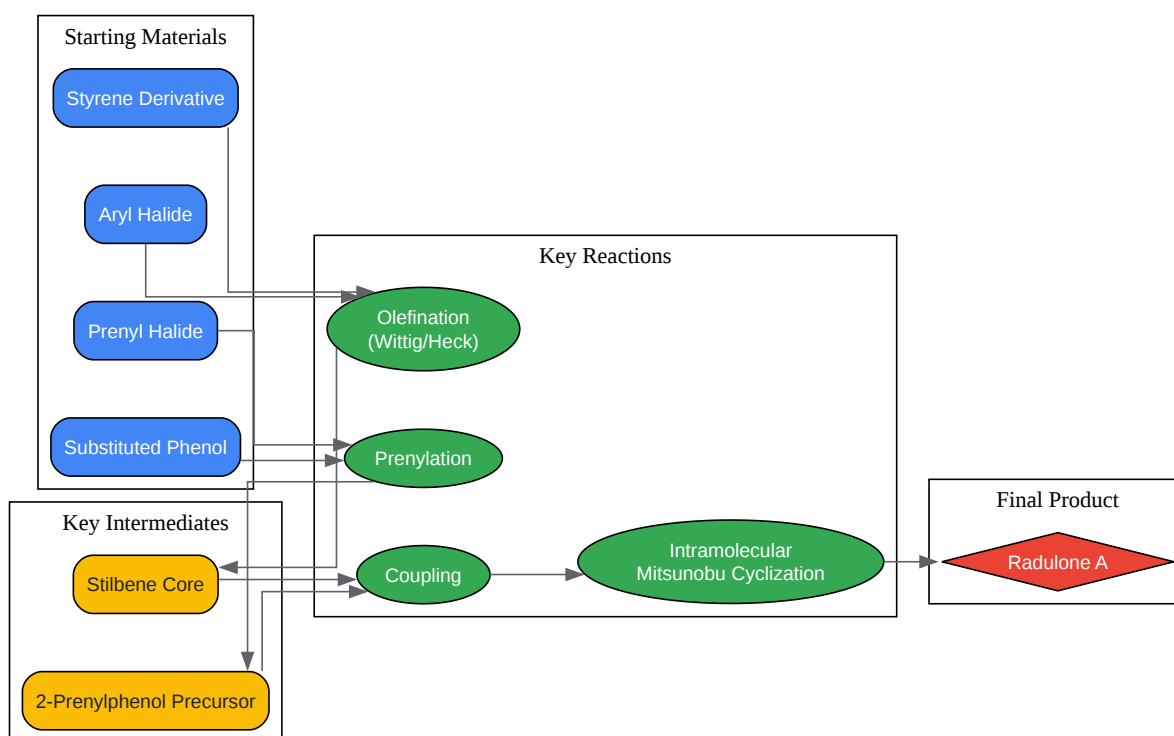 Starting Materials
Styrene Derivative
Aryl Halide
Prenyl Halide
Substituted Phenol
Key Intermediates
Stilbene Core
2-Prenylphenol Precursor
Key Reactions
Olefination
(Wittig/Heck)
Prenylation
Coupling
Intramolecular
Mitsunobu Cyclization
Final Product
Radulone A